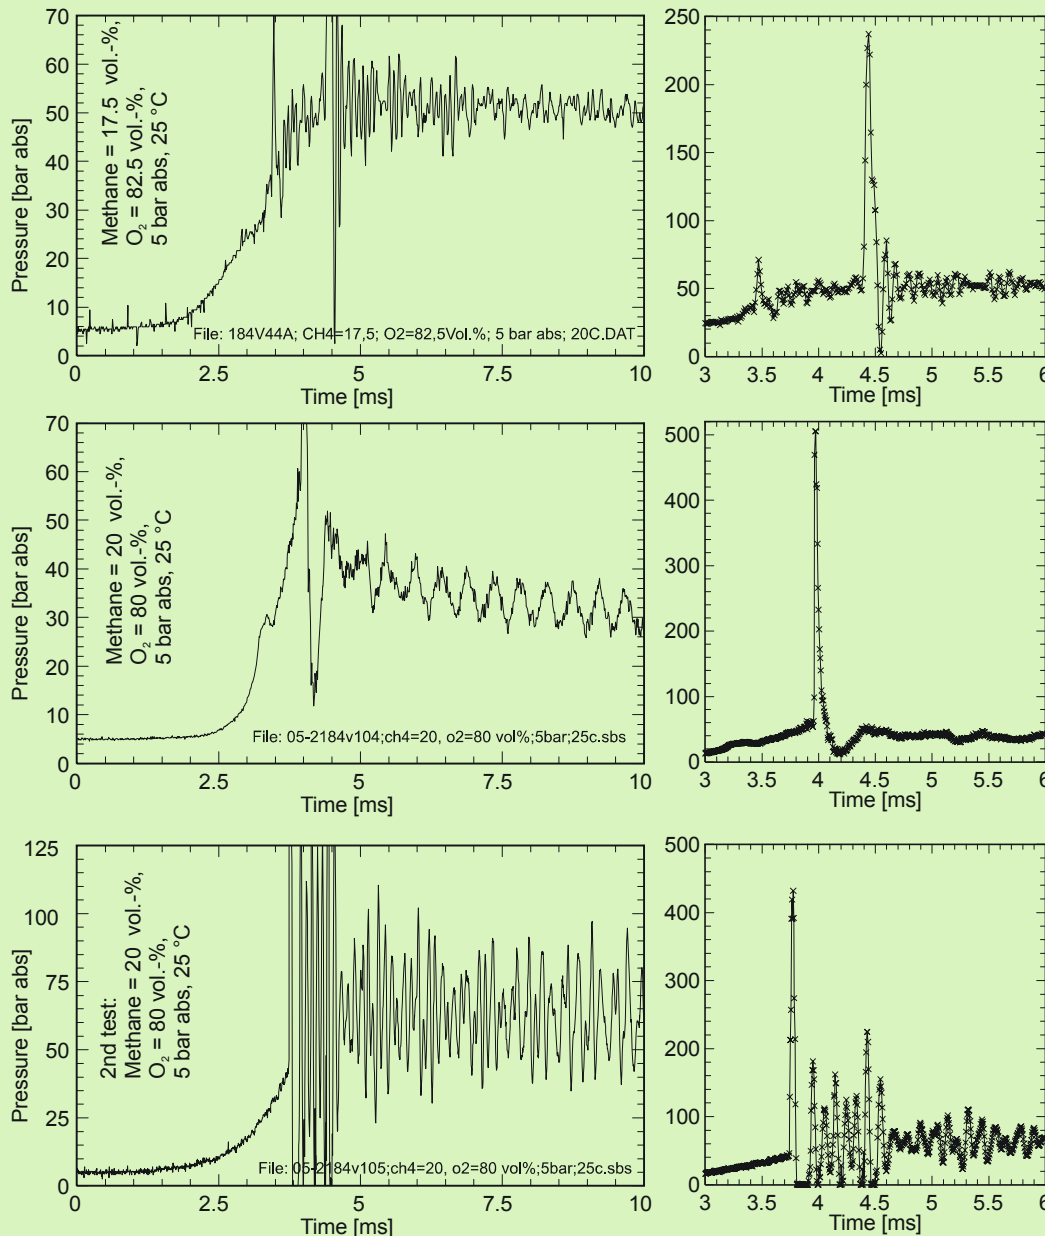 70
60
50
40
30
20
10
0
Pressure [bar abs]
Methane = 17.5 vol.-%,
O₂ = 82.5 vol.-%,
5 bar abs, 25 °C
File: 184V44A; CH4=17,5; O2=82,5Vol.%; 5 bar abs; 20C.DAT
0 2.5 5 7.5 10
Time [ms]
250
200
150
100
50
0
3 3.5 4 4.5 5 5.5 6
Time [ms]
70
60
50
40
30
20
10
0
Pressure [bar abs]
Methane = 20 vol.-%,
O₂ = 80 vol.-%,
5 bar abs, 25 °C
File: 05-2184v104;ch4=20, o2=80 vol%;5bar;25c.sbs
0 2.5 5 7.5 10
Time [ms]
500
400
300
200
100
0
3 3.5 4 4.5 5 5.5 6
Time [ms]
125
100
75
50
25
0
Pressure [bar abs]
2nd test:
Methane = 20 vol.-%,
O₂ = 80 vol.-%,
5 bar abs, 25 °C
File: 05-2184v105;ch4=20, o2=80 vol%;5bar;25c.sbs
0 2.5 5 7.5 10
Time [ms]
500
400
300
200
100
0
3 3.5 4 4.5 5 5.5 6
Time [ms]